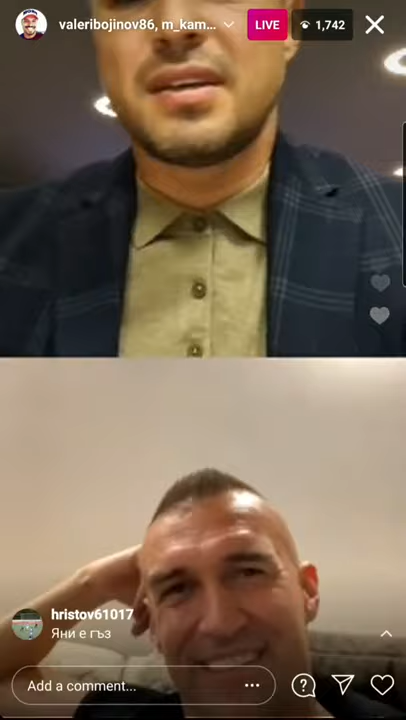 valeribojinov86, m_kam...
LIVE
1,742
hristov61017
Яни е гъз
Add a comment...